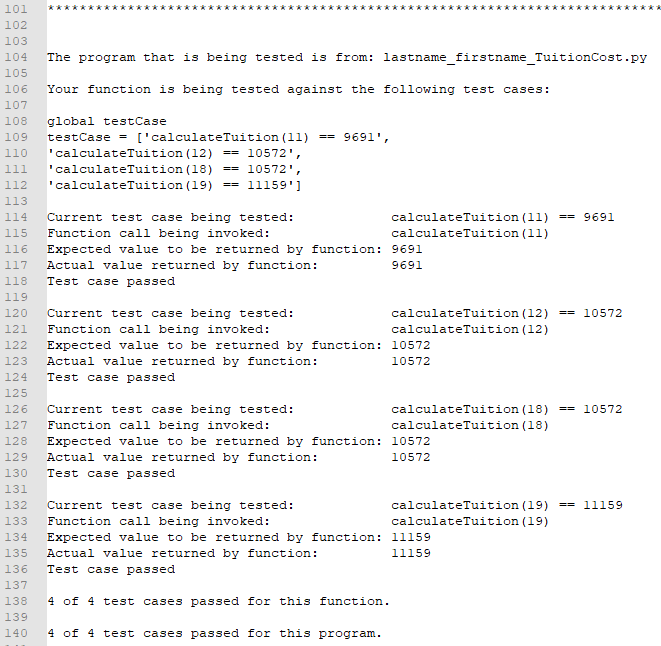 101 *****************************************************************************
102
103
104 The program that is being tested is from: lastname_firstname_TuitionCost.py
105
106 Your function is being tested against the following test cases:
107
108 global testCase
109 testCase = ['calculateTuition(11) == 9691',
110 'calculateTuition(12) == 10572',
111 'calculateTuition(18) == 10572',
112 'calculateTuition(19) == 11159']
113
114 Current test case being tested: calculateTuition(11) == 9691
115 Function call being invoked: calculateTuition(11)
116 Expected value to be returned by function: 9691
117 Actual value returned by function: 9691
118 Test case passed
119
120 Current test case being tested: calculateTuition(12) == 10572
121 Function call being invoked: calculateTuition(12)
122 Expected value to be returned by function: 10572
123 Actual value returned by function: 10572
124 Test case passed
125
126 Current test case being tested: calculateTuition(18) == 10572
127 Function call being invoked: calculateTuition(18)
128 Expected value to be returned by function: 10572
129 Actual value returned by function: 10572
130 Test case passed
131
132 Current test case being tested: calculateTuition(19) == 11159
133 Function call being invoked: calculateTuition(19)
134 Expected value to be returned by function: 11159
135 Actual value returned by function: 11159
136 Test case passed
137
138 4 of 4 test cases passed for this function.
139
140 4 of 4 test cases passed for this program.